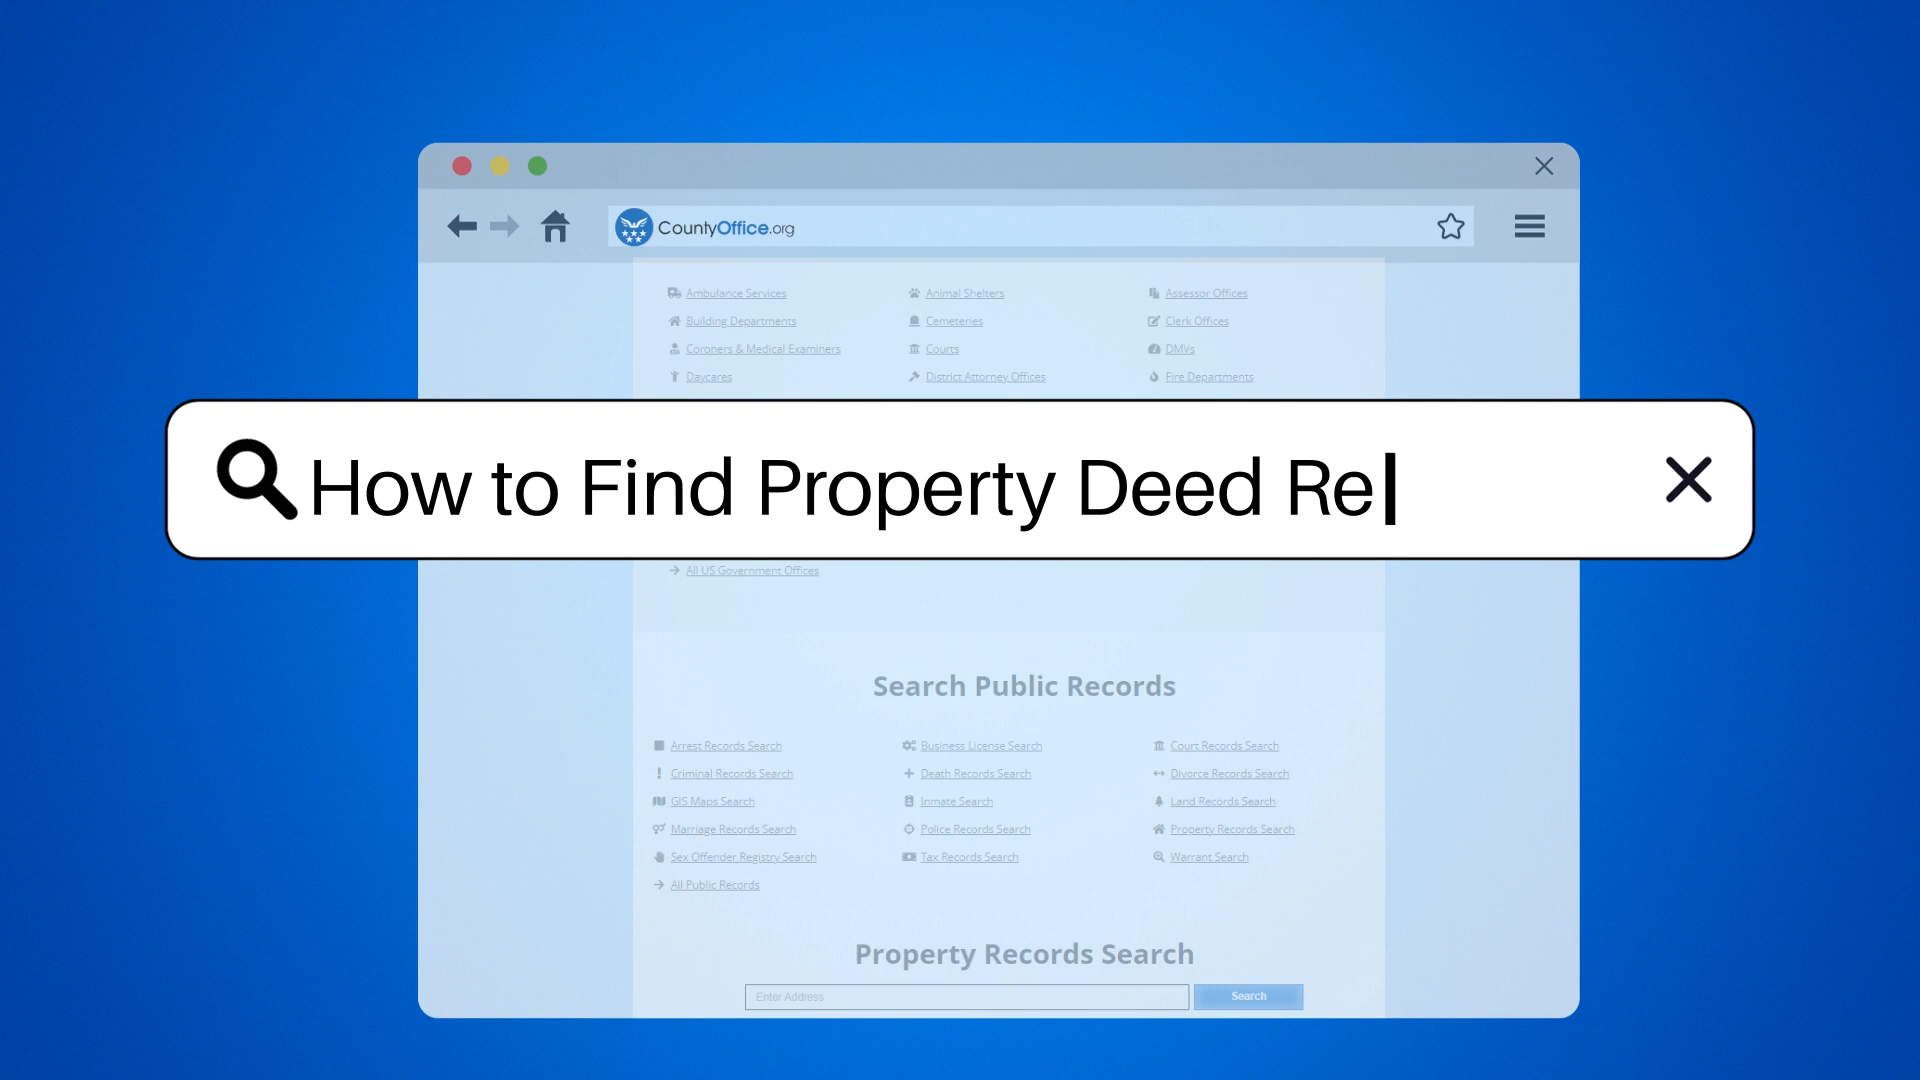 CountyOffice.org
Ambulance Services
Animal Shelters
Assessor Offices
Building Departments
Cemeteries
Clerk Offices
Coroners & Medical Examiners
Courts
DMVs
Daycares
District Attorney Offices
Fire Departments
How to Find Property Deed Re
All US Government Offices
Search Public Records
Arrest Records Search
Business License Search
Court Records Search
Criminal Records Search
Death Records Search
Divorce Records Search
GIS Maps Search
Inmate Search
Land Records Search
Marriage Records Search
Police Records Search
Property Records Search
Sex Offender Registry Search
Tax Records Search
Warrant Search
All Public Records
Property Records Search
Enter Address
Search